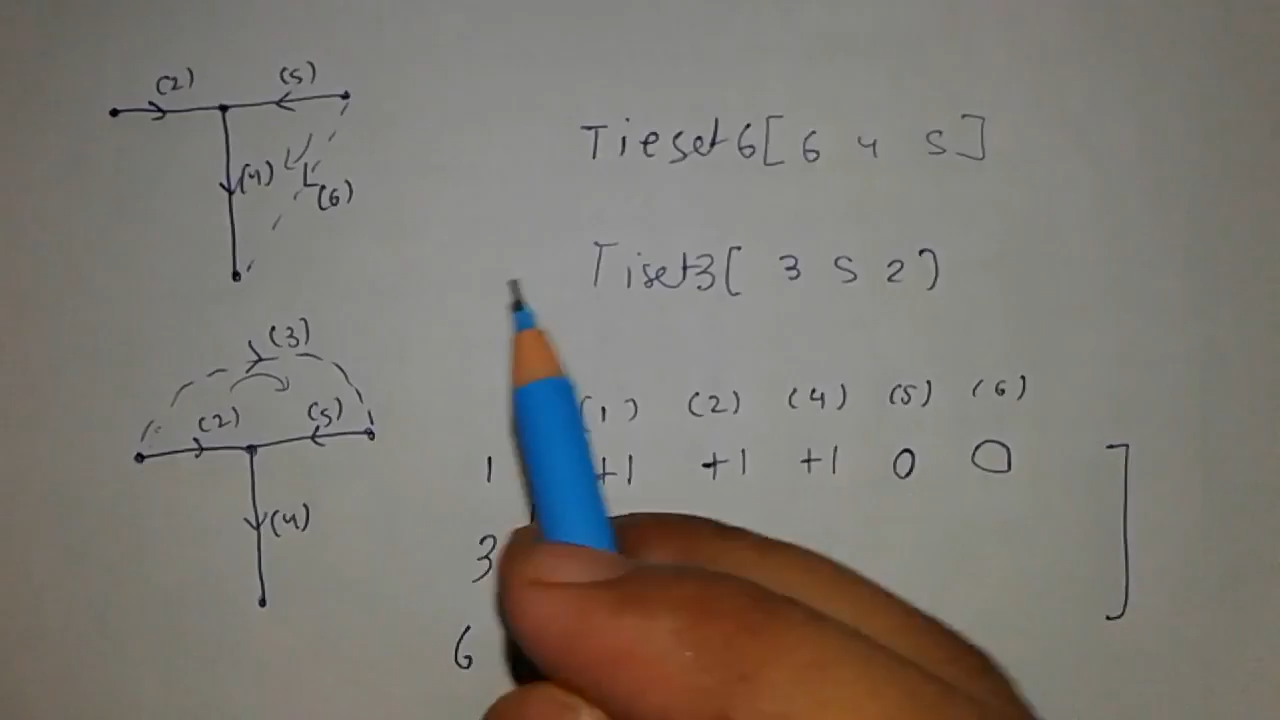 (2) (5)
(4) (6)
Tieset6[ 6 4 5]
Tiset3[ 3 5 2]
(3)
(2) (5)
(4)
(1) (2) (4) (5) (6)
1 +1 +1 +1 0 0
3
6